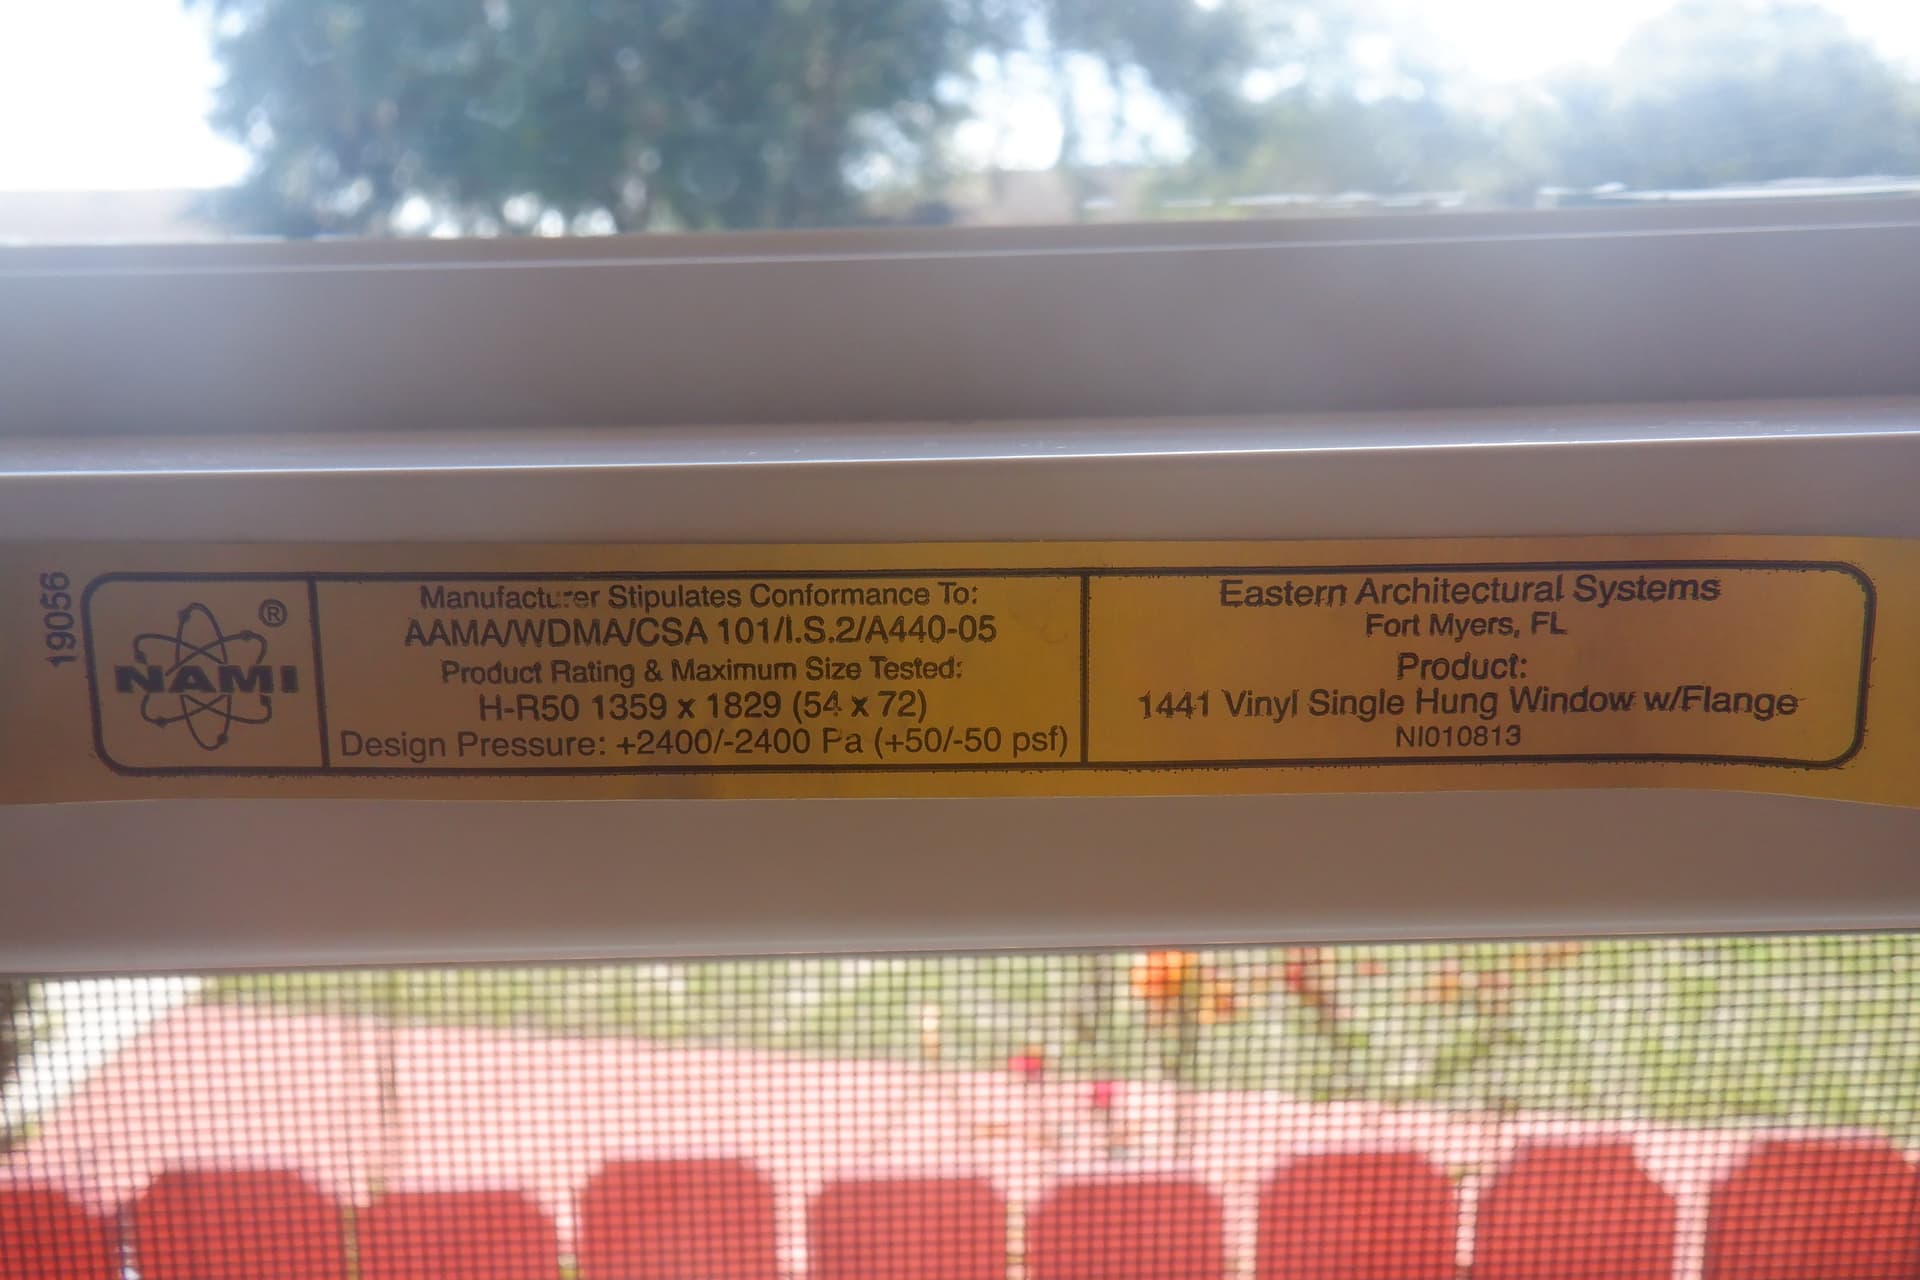 19056
NAMI ®
Manufacturer Stipulates Conformance To:
AAMA/WDMA/CSA 101/I.S.2/A440-05
Product Rating & Maximum Size Tested:
H-R50 1359 x 1829 (54 x 72)
Design Pressure: +2400/-2400 Pa (+50/-50 psf)
Eastern Architectural Systems
Fort Myers, FL
Product:
1441 Vinyl Single Hung Window w/Flange
NI010813